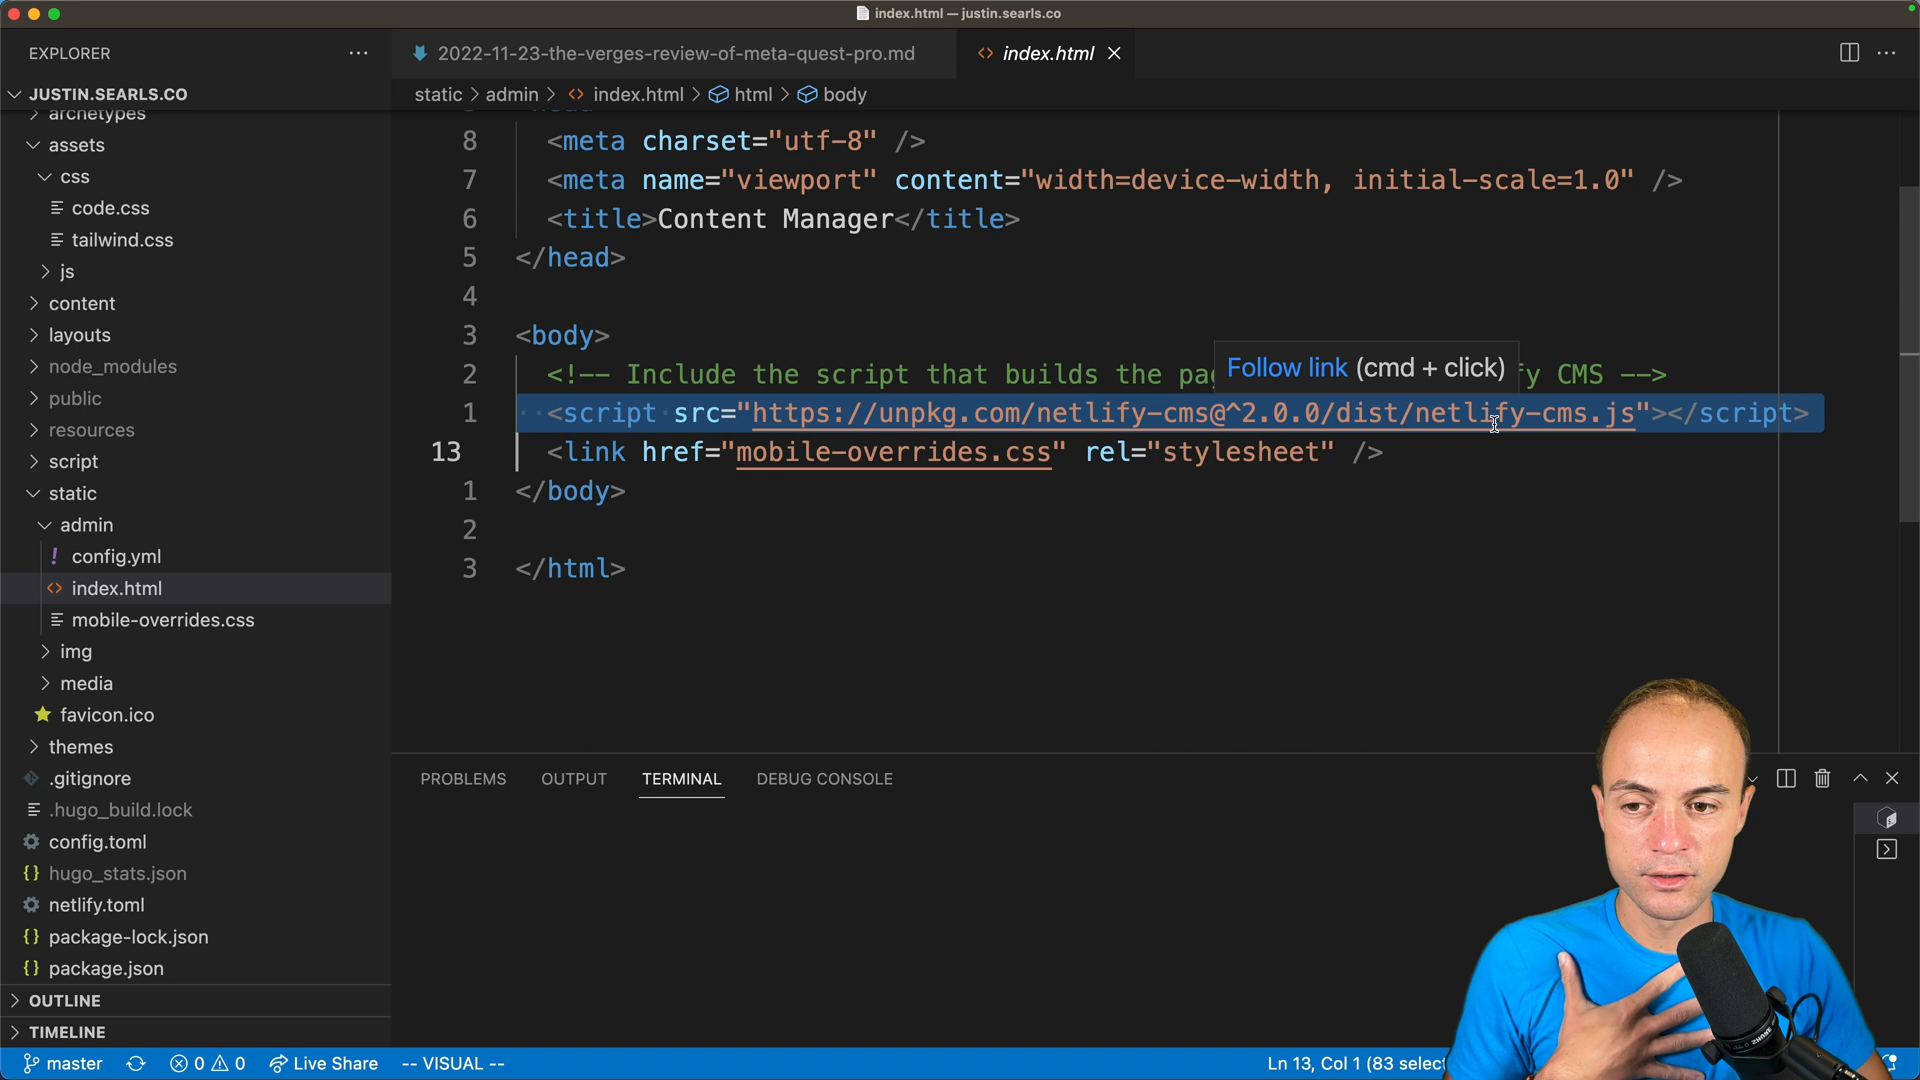 index.html — justin.searls.co
EXPLORER
2022-11-23-the-verges-review-of-meta-quest-pro.md
index.html
JUSTIN.SEARLS.CO
static > admin > index.html > html > body
archetypes
assets
css
code.css
tailwind.css
js
content
layouts
node_modules
public
resources
script
static
admin
! config.yml
index.html
mobile-overrides.css
img
media
favicon.ico
themes
.gitignore
.hugo_build.lock
config.toml
{} hugo_stats.json
netlify.toml
{} package-lock.json
{} package.json
OUTLINE
TIMELINE
8 <meta charset="utf-8" />
7 <meta name="viewport" content="width=device-width, initial-scale=1.0" />
6 <title>Content Manager</title>
5 </head>
4
3 <body>
Follow link (cmd + click)
2 <!-- Include the script that builds the pa fy CMS -->
1 <script src="https://unpkg.com/netlify-cms@^2.0.0/dist/netlify-cms.js"></script>
13 <link href="mobile-overrides.css" rel="stylesheet" />
1 </body>
2
3 </html>
PROBLEMS OUTPUT TERMINAL DEBUG CONSOLE
master 0 0 Live Share -- VISUAL -- Ln 13, Col 1 (83 select